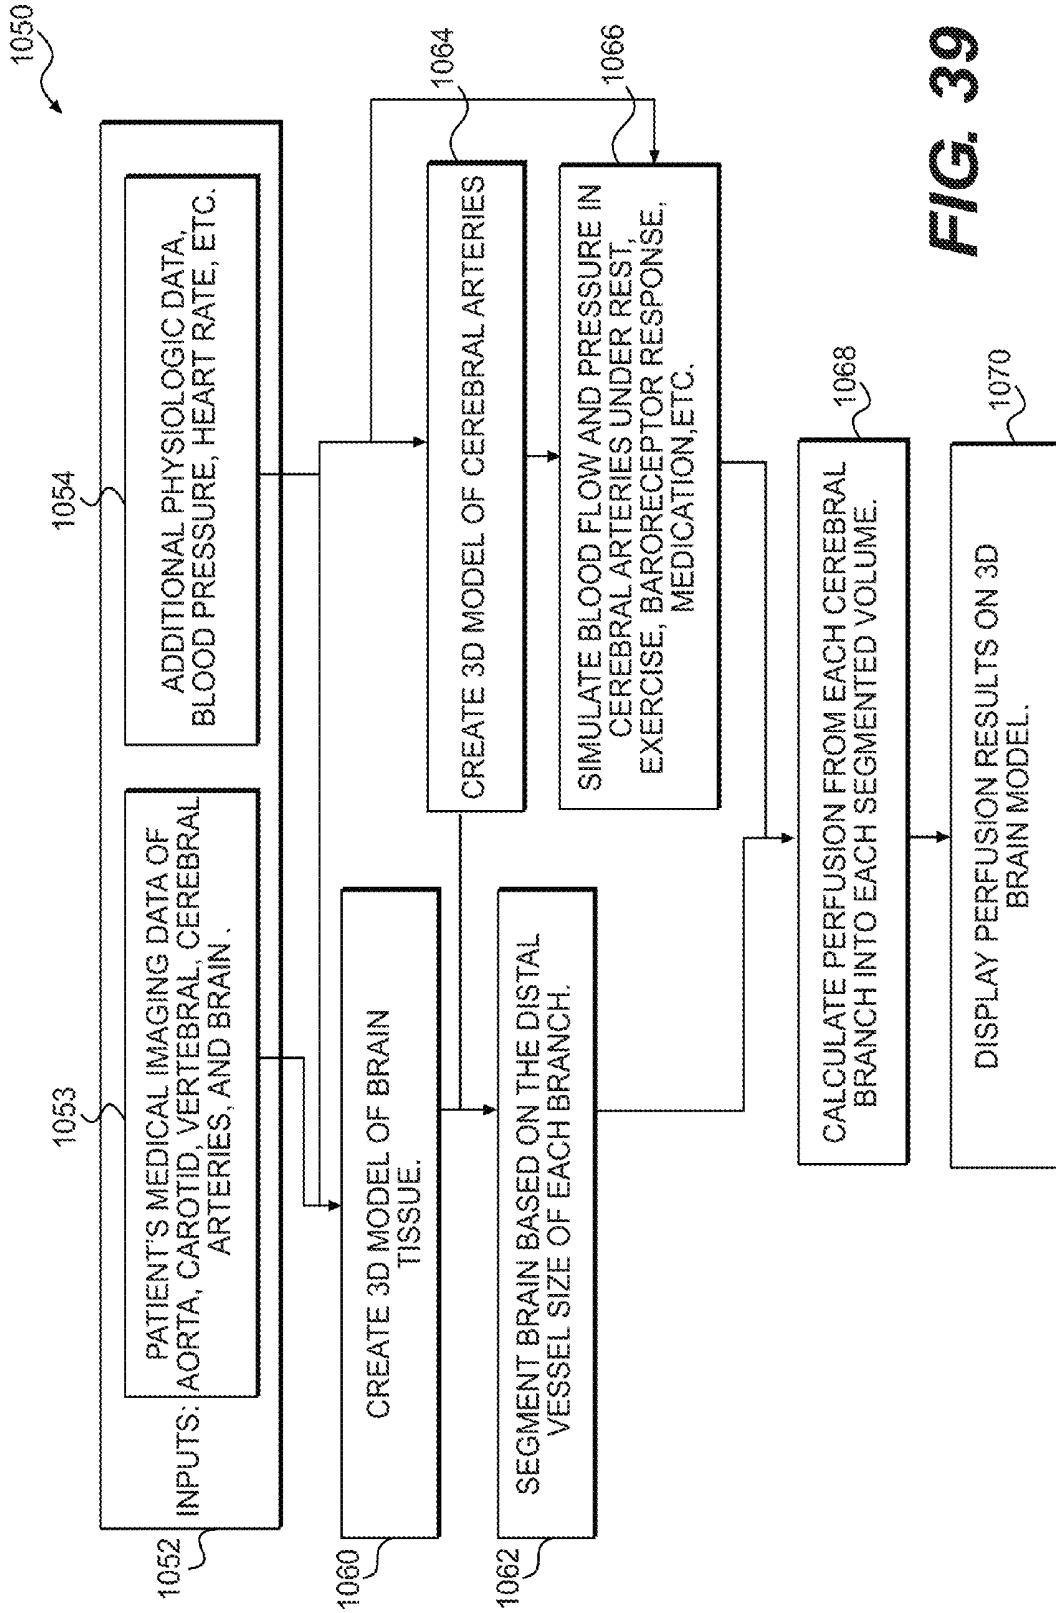 1050
1053
1054
PATIENT'S MEDICAL IMAGING DATA OF
INPUTS: AORTA, CAROTID, VERTEBRAL, CEREBRAL
ARTERIES, AND BRAIN .
ADDITIONAL PHYSIOLOGIC DATA,
BLOOD PRESSURE, HEART RATE, ETC.
1052
1060
CREATE 3D MODEL OF BRAIN
TISSUE.
1064
CREATE 3D MODEL OF CEREBRAL ARTERIES
1062
SEGMENT BRAIN BASED ON THE DISTAL
VESSEL SIZE OF EACH BRANCH.
1066
SIMULATE BLOOD FLOW AND PRESSURE IN
CEREBRAL ARTERIES UNDER REST,
EXERCISE, BARORECEPTOR RESPONSE,
MEDICATION,ETC.
1068
CALCULATE PERFUSION FROM EACH CEREBRAL
BRANCH INTO EACH SEGMENTED VOLUME.
1070
DISPLAY PERFUSION RESULTS ON 3D
BRAIN MODEL.
FIG. 39